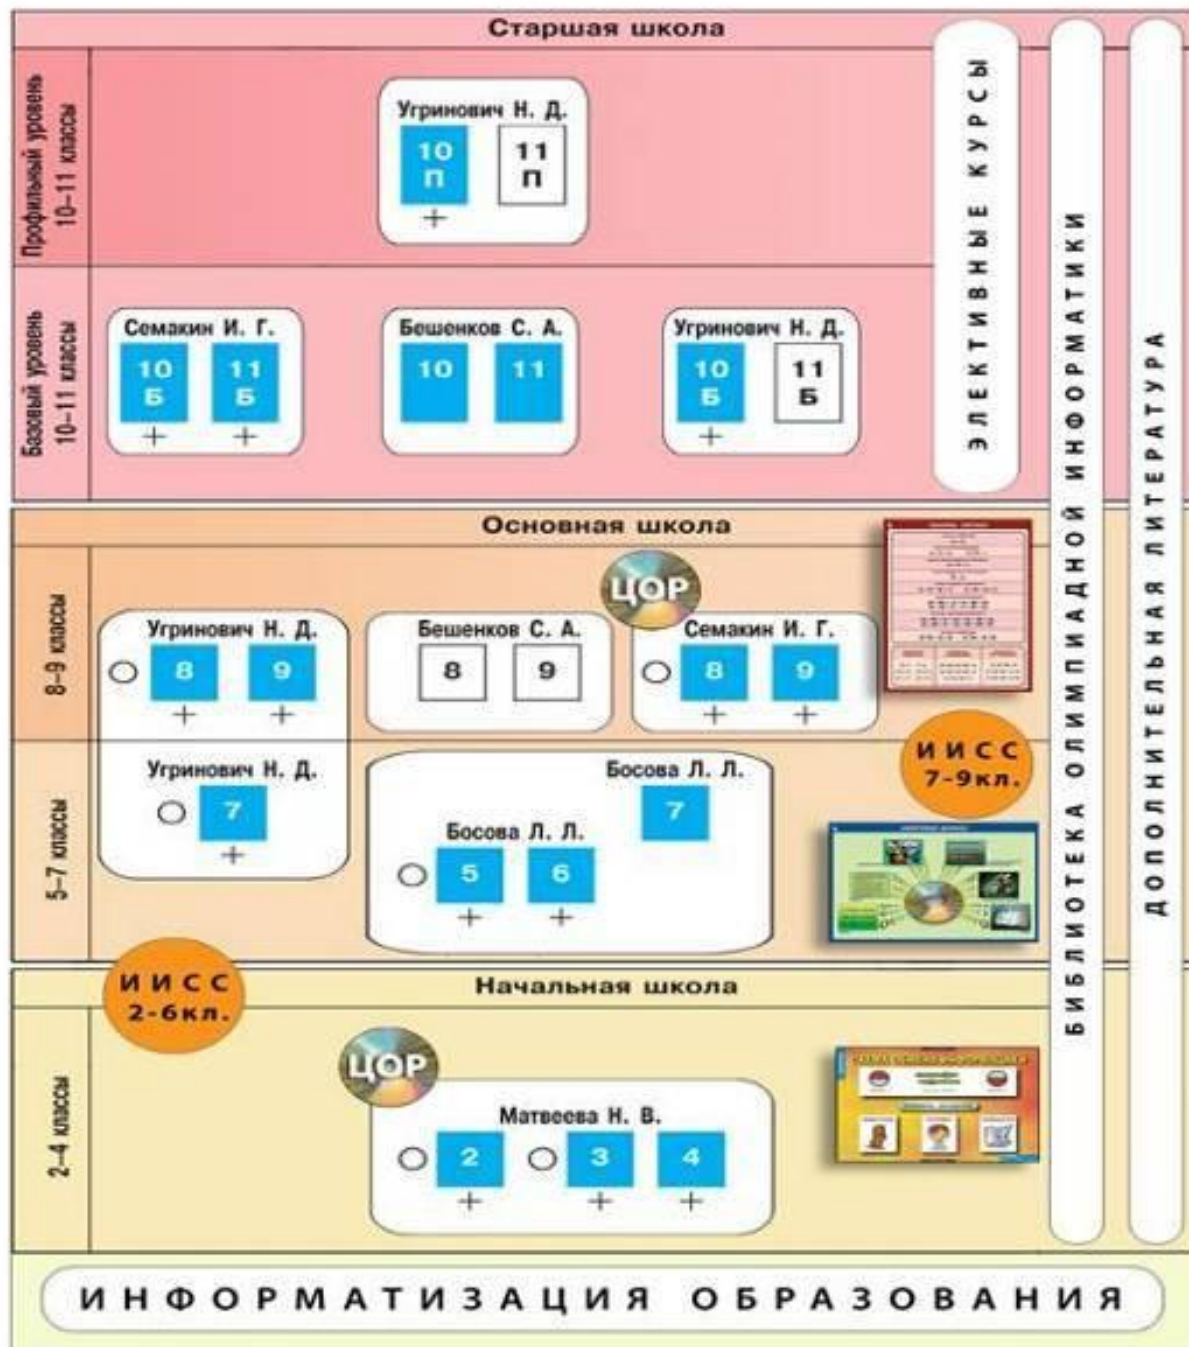 Старшая школа
Профильный уровень
10–11 классы
Угринович Н. Д.
10 11
П П
+
Базовый уровень
10–11 классы
Семакин И. Г.
10 11
Б Б
+ +
Бешенков С. А.
10 11
Угринович Н. Д.
10 11
Б Б
+
ЭЛЕКТИВНЫЕ КУРСЫ
БИБЛИОТЕКА ОЛИМПИАДНОЙ ИНФОРМАТИКИ
ДОПОЛНИТЕЛЬНАЯ ЛИТЕРАТУРА
Основная школа
8–9 классы
Угринович Н. Д.
8 9
+ +
Бешенков С. А.
8 9
ЦОР
Семакин И. Г.
8 9
+ +
ИИСС
7-9кл.
5–7 классы
Угринович Н. Д.
7
+
Босова Л. Л.
7
Босова Л. Л.
5 6
+ +
ИИСС
2-6кл.
Начальная школа
2–4 классы
ЦОР
Матвеева Н. В.
2 3 4
+ + +
ИНФОРМАТИЗАЦИЯ ОБРАЗОВАНИЯ